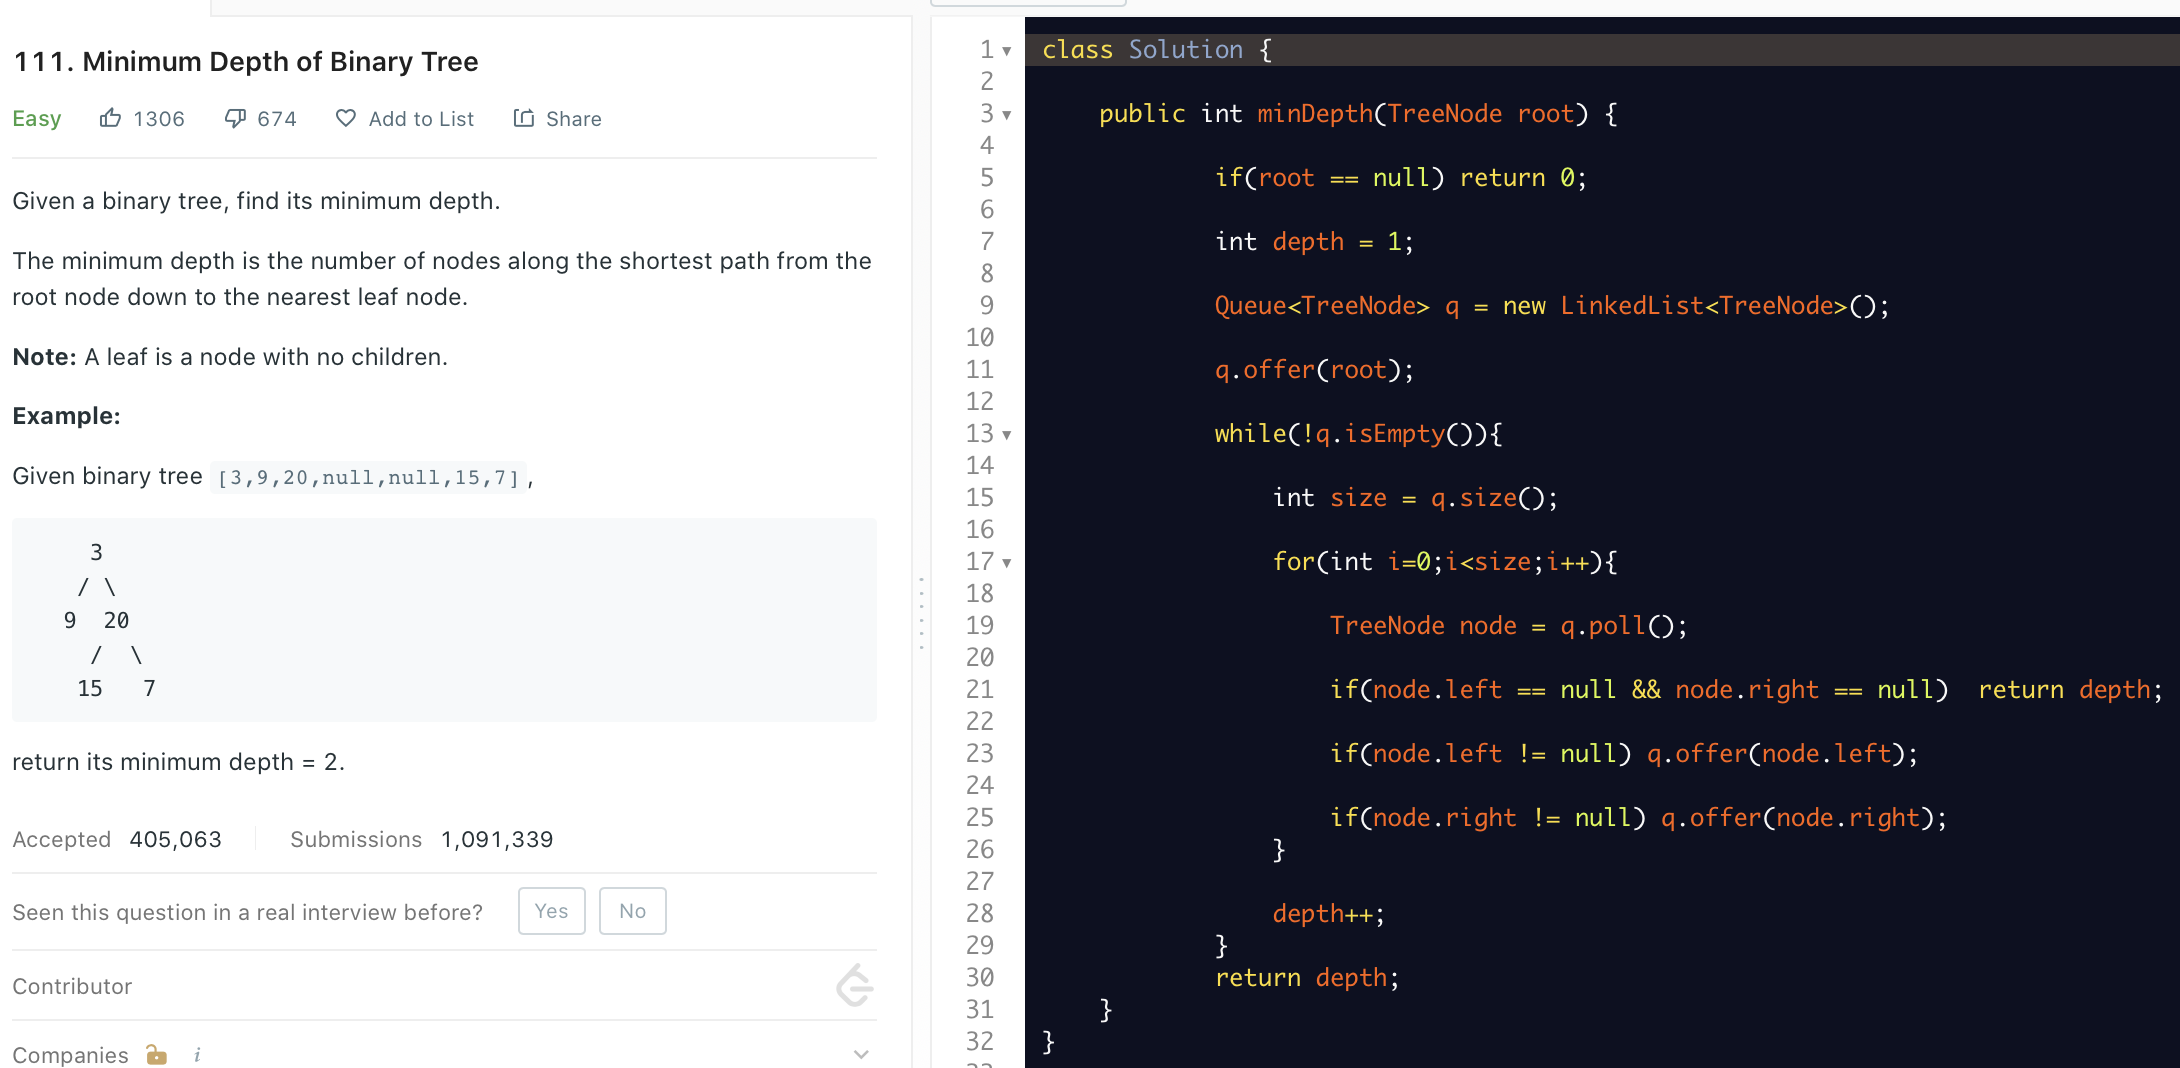 111. Minimum Depth of Binary Tree
Easy 1306 674 Add to List Share
Given a binary tree, find its minimum depth.
The minimum depth is the number of nodes along the shortest path from the
root node down to the nearest leaf node.
Note: A leaf is a node with no children.
Example:
Given binary tree [3,9,20,null,null,15,7],
3
/ \
9 20
/ \
15 7
return its minimum depth = 2.
Accepted 405,063 Submissions 1,091,339
Seen this question in a real interview before? Yes No
Contributor
Companies i
1 class Solution {
2
3 public int minDepth(TreeNode root) {
4
5 if(root == null) return 0;
6
7 int depth = 1;
8
9 Queue<TreeNode> q = new LinkedList<TreeNode>();
10
11 q.offer(root);
12
13 while(!q.isEmpty()){
14
15 int size = q.size();
16
17 for(int i=0;i<size;i++){
18
19 TreeNode node = q.poll();
20
21 if(node.left == null && node.right == null) return depth;
22
23 if(node.left != null) q.offer(node.left);
24
25 if(node.right != null) q.offer(node.right);
26 }
27
28 depth++;
29 }
30 return depth;
31 }
32 }